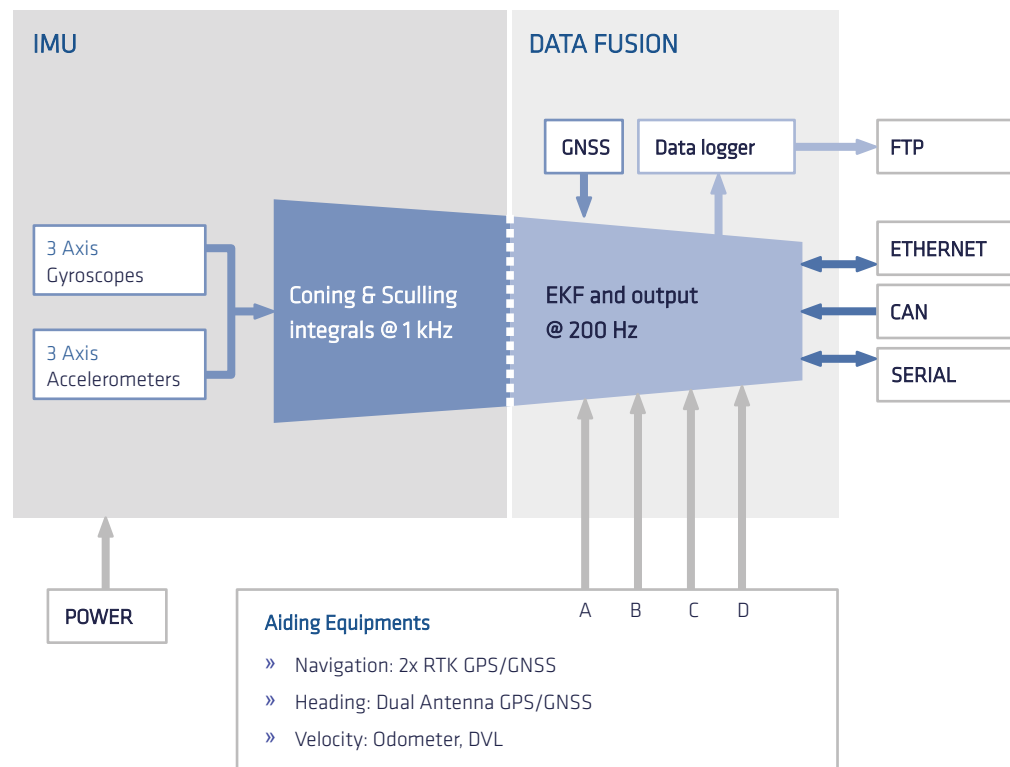 IMU
DATA FUSION
GNSS
Data logger
FTP
3 Axis
Gyroscopes
ETHERNET
Coning & Sculling
integrals @ 1 kHz
EKF and output
@ 200 Hz
CAN
3 Axis
Accelerometers
SERIAL
POWER
A B C D
Aiding Equipments
» Navigation: 2x RTK GPS/GNSS
» Heading: Dual Antenna GPS/GNSS
» Velocity: Odometer, DVL